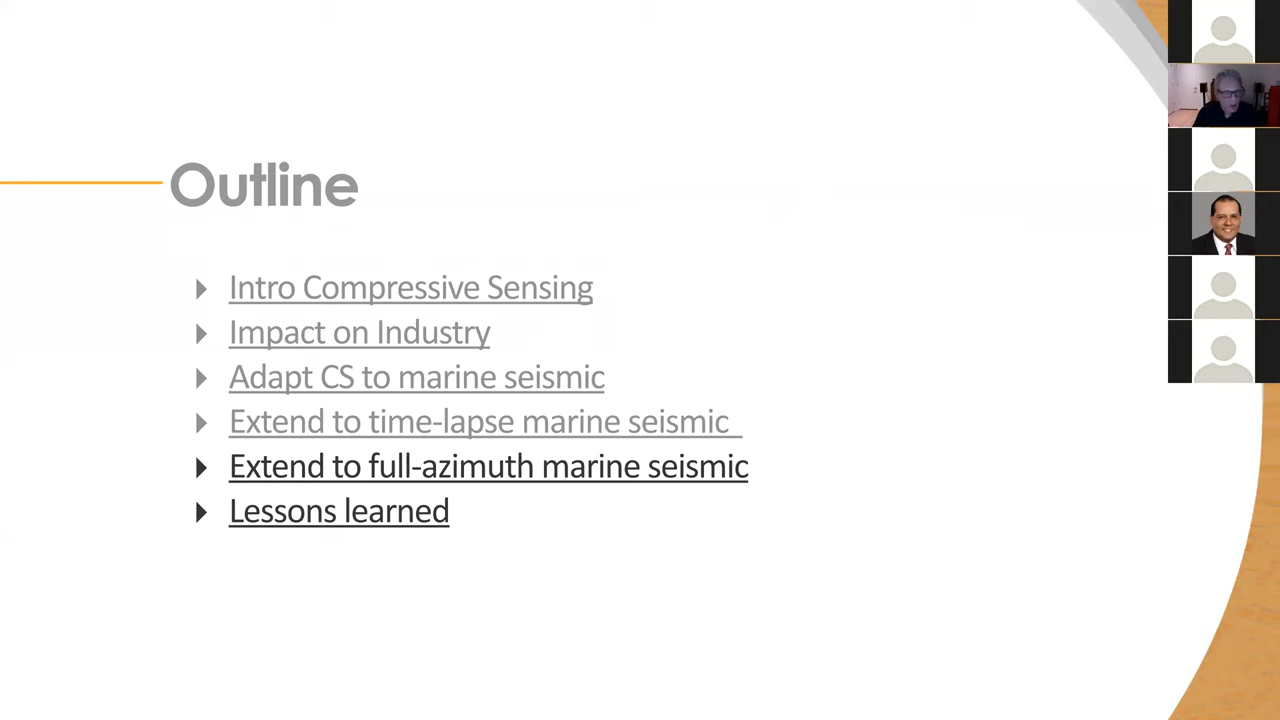 Outline
Intro Compressive Sensing
Impact on Industry
Adapt CS to marine seismic
Extend to time-lapse marine seismic
Extend to full-azimuth marine seismic
Lessons learned